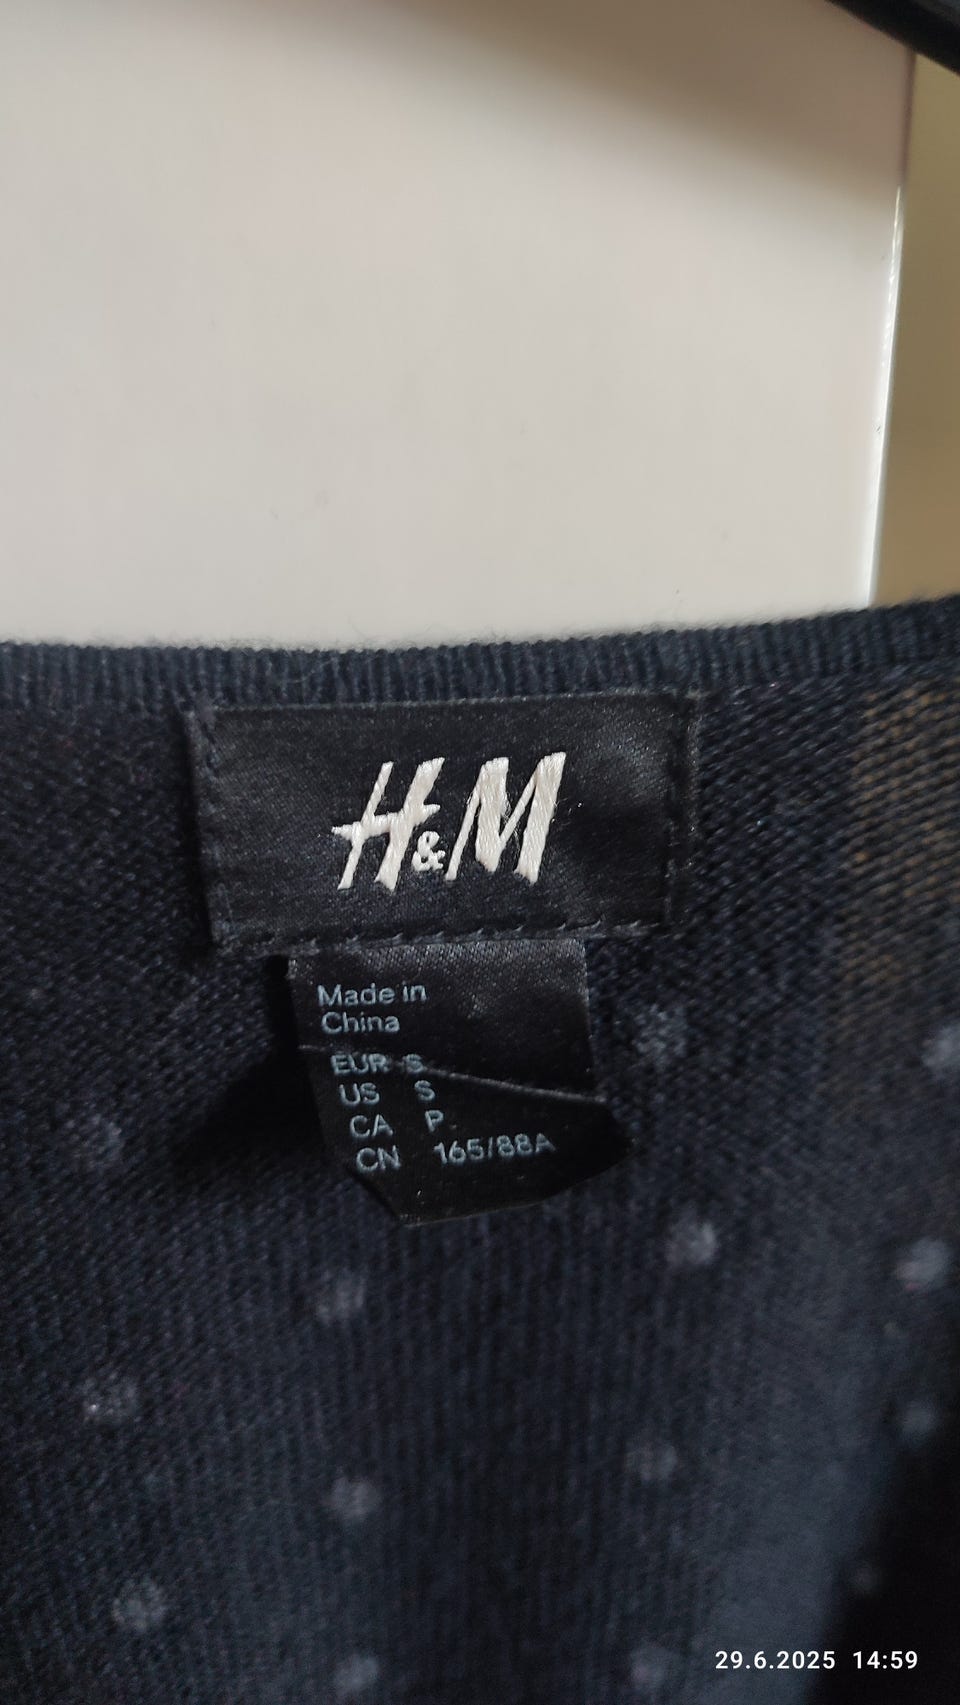 H&M
Made in
China
EUR S
US S
CA P
CN 165/88A
29.6.2025 14:59